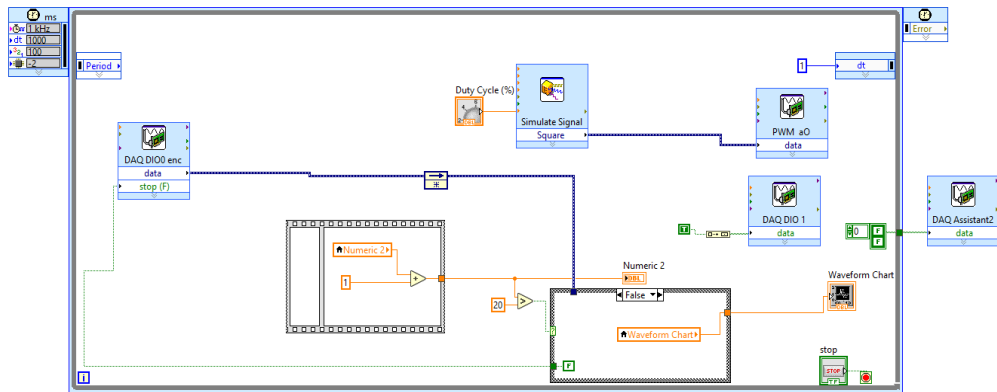 ms
1 kHz
dt
1000
100
-2
Error
Period
1
dt
Duty Cycle (%)
Simulate Signal
Square
PWM aO
data
DAQ DIO0 enc
data
stop (F)
DAQ DIO 1
data
T
0
F
F
DAQ Assistant2
data
Numeric 2
1
+
Numeric 2
DBL
20
>
False
?
Waveform Chart
Waveform Chart
F
stop
STOP
TF
i